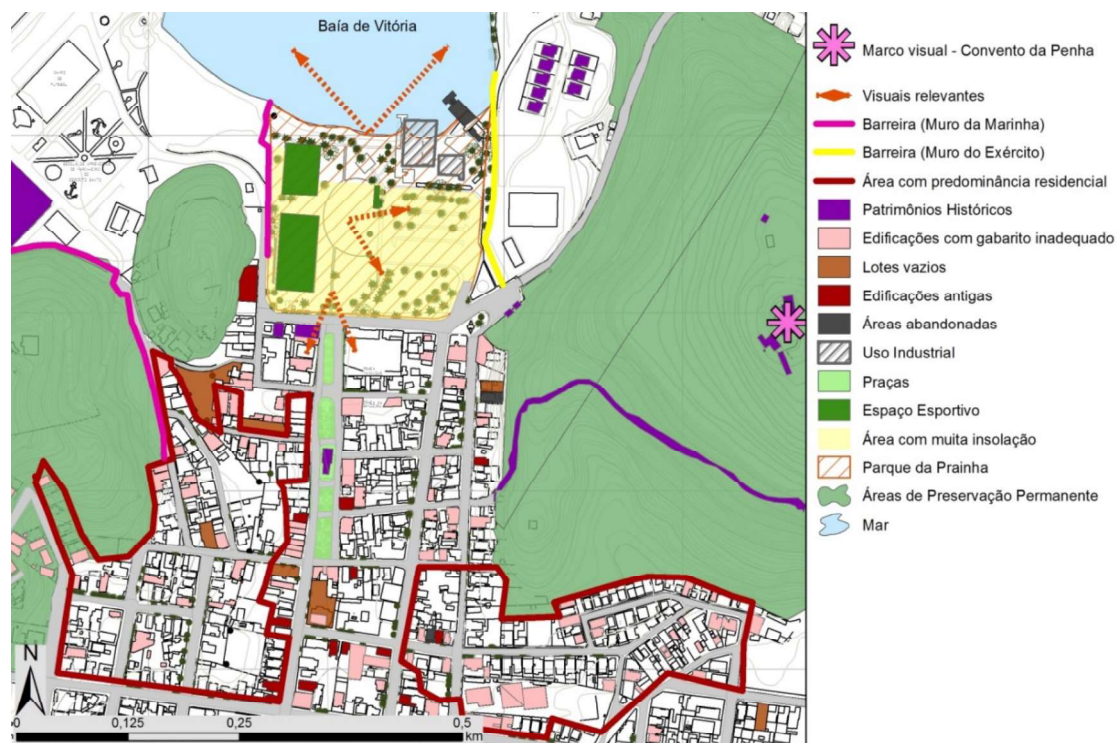 Baía de Vitória
Marco visual - Convento da Penha
Visuais relevantes
Barreira (Muro da Marinha)
Barreira (Muro do Exército)
Área com predominância residencial
Patrimônios Históricos
Edificações com gabarito inadequado
Lotes vazios
Edificações antigas
Áreas abandonadas
Uso Industrial
Praças
Espaço Esportivo
Área com muita insolação
Parque da Prainha
Áreas de Preservação Permanente
Mar
N
0
0,125
0,25
0,5
km